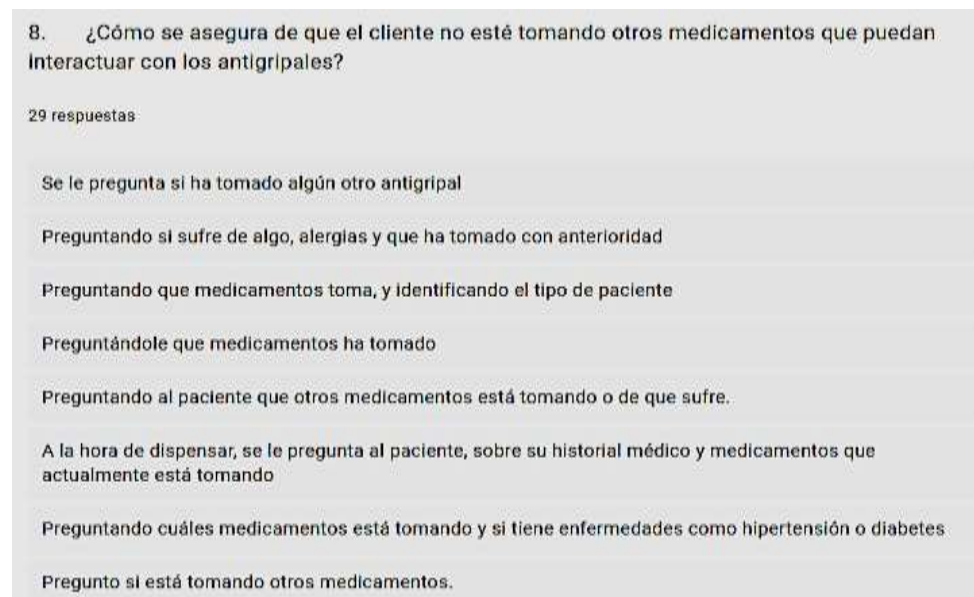 8. ¿Cómo se asegura de que el cliente no esté tomando otros medicamentos que puedan
interactuar con los antigripales?
29 respuestas
Se le pregunta si ha tomado algún otro antigripal
Preguntando si sufre de algo, alergias y que ha tomado con anterioridad
Preguntando que medicamentos toma, y identificando el tipo de paciente
Preguntándole que medicamentos ha tomado
Preguntando al paciente que otros medicamentos está tomando o de que sufre.
A la hora de dispensar, se le pregunta al paciente, sobre su historial médico y medicamentos que
actualmente está tomando
Preguntando cuáles medicamentos está tomando y si tiene enfermedades como hipertensión o diabetes
Pregunto si está tomando otros medicamentos.